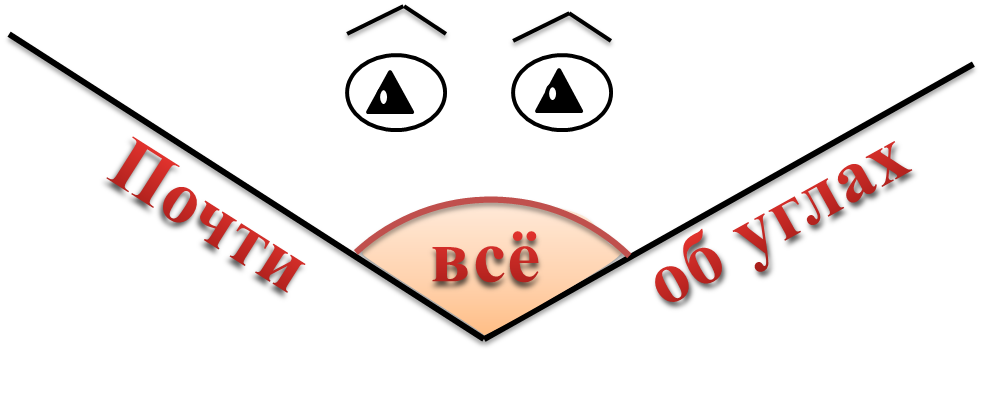 Почти
всё
об углах